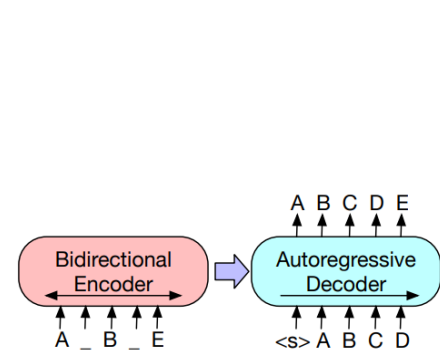 A B C D E
Bidirectional
Encoder
Autoregressive
Decoder
A _ B _ E
<s> A B C D